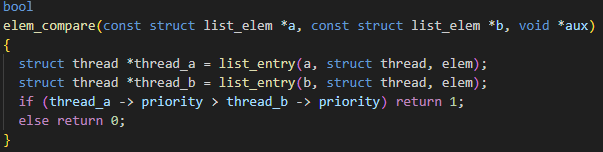 bool
elem_compare(const struct list_elem *a, const struct list_elem *b, void *aux)
{
  struct thread *thread_a = list_entry(a, struct thread, elem);
  struct thread *thread_b = list_entry(b, struct thread, elem);
  if (thread_a -> priority > thread_b -> priority) return 1;
  else return 0;
}